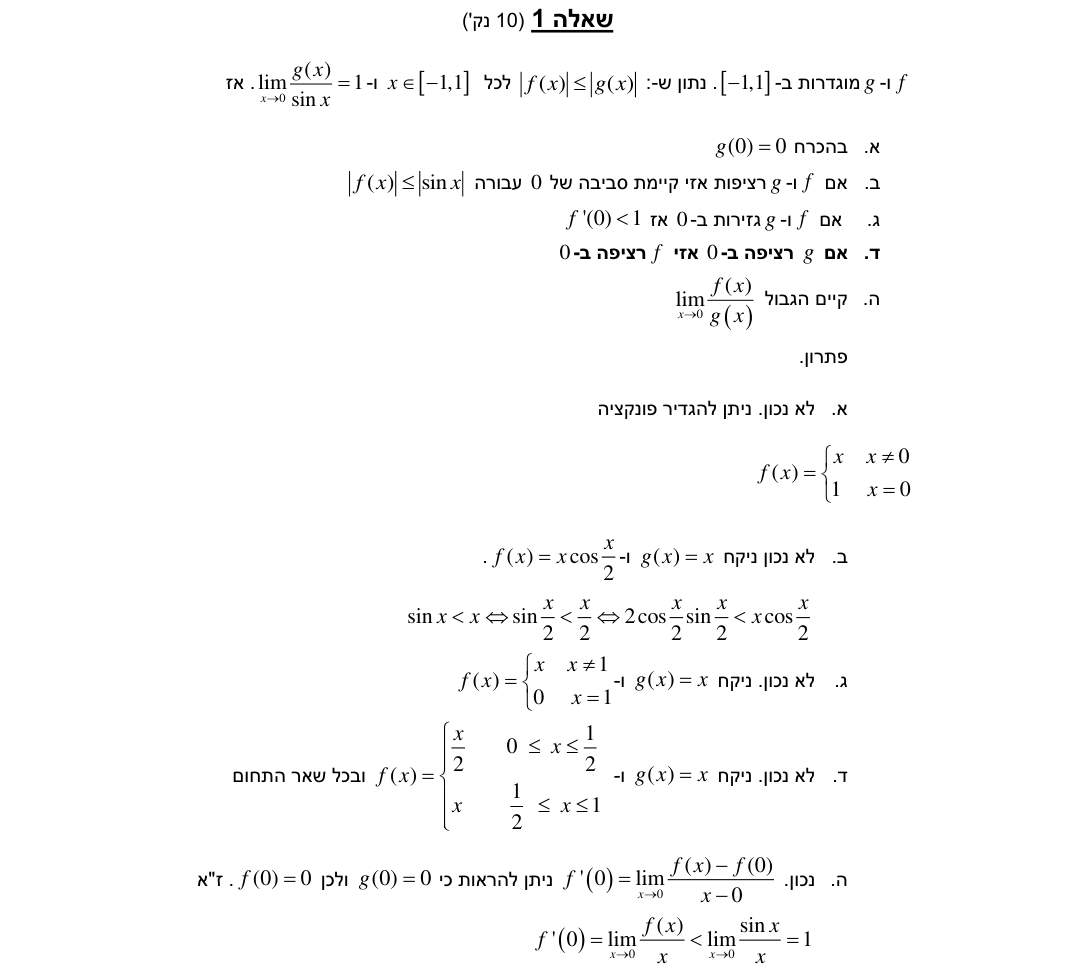 שאלה 1 (10 נק')
f ו- g מוגדרות ב- [−1,1]. נתון ש-: |f(x)| ≤ |g(x)| לכל x ∈ [−1,1] ו- lim_{x→0} g(x)/sin x = 1. אז
א. בהכרח g(0) = 0
ב. אם f ו- g רציפות אזי קיימת סביבה של 0 עבורה |f(x)| ≤ |sin x|
ג. אם f ו- g גזירות ב-0 אז f '(0) < 1
ד. אם g רציפה ב-0 אזי f רציפה ב-0
ה. קיים הגבול lim_{x→0} f(x)/g(x)
פתרון.
א. לא נכון. ניתן להגדיר פונקציה
f(x) = { x x ≠ 0
1 x = 0
ב. לא נכון ניקח g(x) = x ו- f(x) = x cos x/2 .
sin x < x ⇔ sin x/2 < x/2 ⇔ 2cos x/2 sin x/2 < x cos x/2
ג. לא נכון. ניקח g(x) = x ו- f(x) = { x x ≠ 1
0 x = 1
ד. לא נכון. ניקח g(x) = x ו- f(x) = { x/2 0 ≤ x ≤ 1/2 ובכל שאר התחום
x 1/2 ≤ x ≤ 1
ה. נכון. f '(0) = lim_{x→0} (f(x) − f(0))/(x − 0) ניתן להראות כי g(0) = 0 ולכן f(0) = 0. ז"א
f '(0) = lim_{x→0} f(x)/x < lim_{x→0} sin x/x = 1